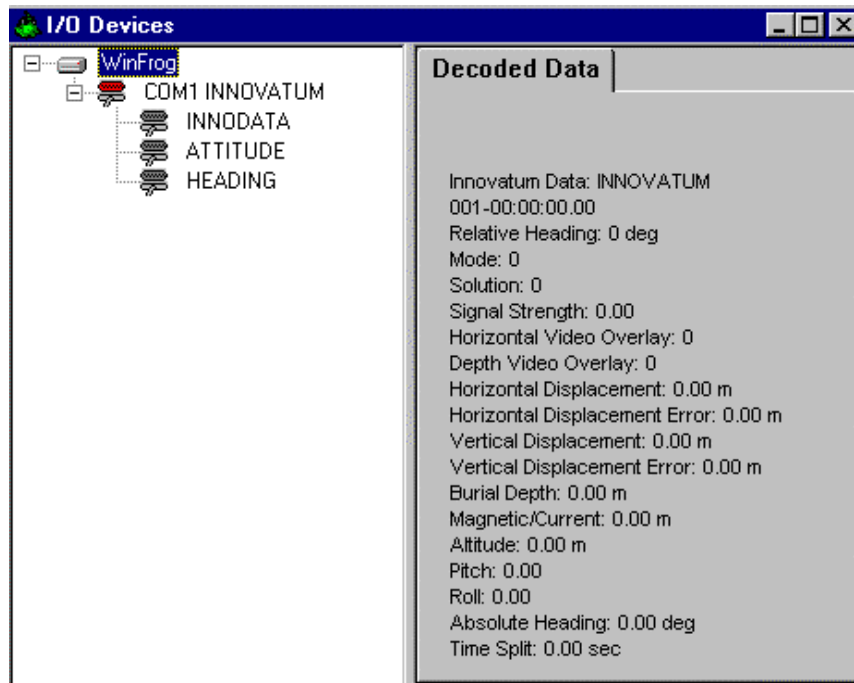 I/O Devices
WinFrog
COM1 INNOVATUM
INNODATA
ATTITUDE
HEADING
Decoded Data
Innovatum Data: INNOVATUM
001-00:00:00.00
Relative Heading: 0 deg
Mode: 0
Solution: 0
Signal Strength: 0.00
Horizontal Video Overlay: 0
Depth Video Overlay: 0
Horizontal Displacement: 0.00 m
Horizontal Displacement Error: 0.00 m
Vertical Displacement: 0.00 m
Vertical Displacement Error: 0.00 m
Burial Depth: 0.00 m
Magnetic/Current: 0.00 m
Altitude: 0.00 m
Pitch: 0.00
Roll: 0.00
Absolute Heading: 0.00 deg
Time Split: 0.00 sec